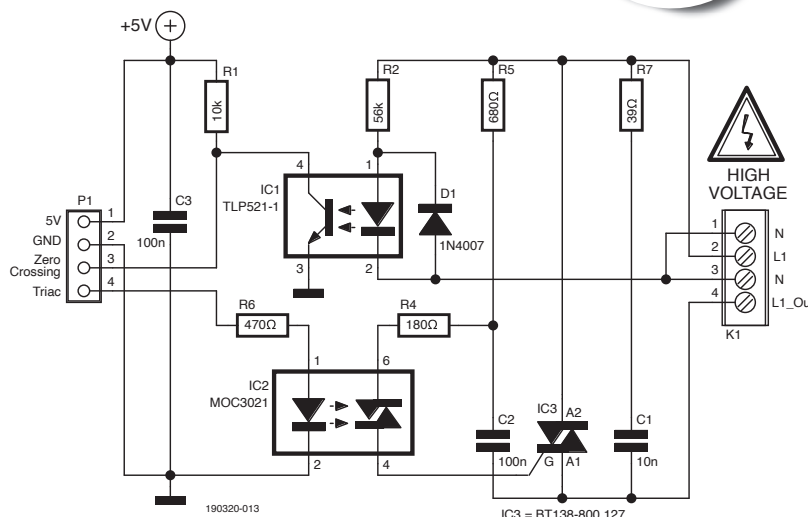 +5V
R1
10k
R2
56k
R5
680Ω
R7
39Ω
HIGH
VOLTAGE
P1
5V
1
GND
2
Zero
Crossing
3
Triac
4
C3
100n
4
1
IC1
TLP521-1
3
2
D1
1N4007
K1
1
N
2
L1
3
N
4
L1_Ou
R6
470Ω
R4
180Ω
1
6
IC2
MOC3021
2
4
C2
100n
IC3
A2
G
A1
C1
10n
190320-013
IC3 = BT138-800,127